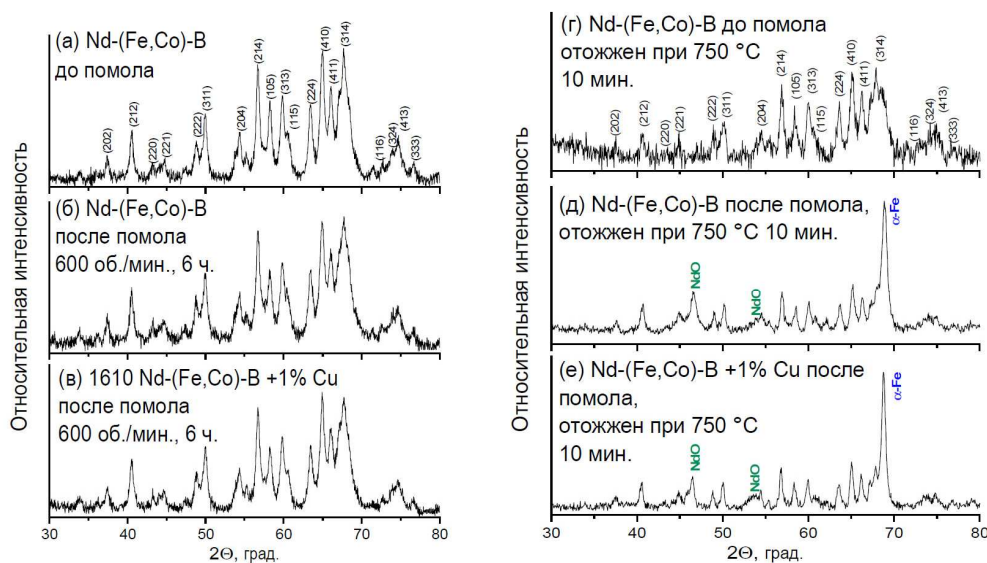 Относительная интенсивность
(а) Nd-(Fe,Co)-B
до помола
(202)
(212)
(220)
(221)
(222)
(311)
(204)
(214)
(105)
(313)
(115)
(224)
(410)
(411)
(314)
(116)
(324)
(413)
(333)
(б) Nd-(Fe,Co)-B
после помола
600 об./мин., 6 ч.
(в) 1610 Nd-(Fe,Co)-B +1% Cu
после помола
600 об./мин., 6 ч.
30 40 50 60 70 80
2Θ, град.
Относительная интенсивность
(г) Nd-(Fe,Co)-B до помола
отожжен при 750 °C
10 мин.
(202)
(212)
(220)
(221)
(222)
(311)
(204)
(214)
(105)
(313)
(115)
(224)
(410)
(411)
(314)
(116)
(324)
(413)
(333)
(д) Nd-(Fe,Co)-B после помола,
отожжен при 750 °C 10 мин.
NdO
NdO
α-Fe
(е) Nd-(Fe,Co)-B +1% Cu после
помола,
отожжен при 750 °C
10 мин.
NdO
NdO
α-Fe
30 40 50 60 70 80
2Θ, град.